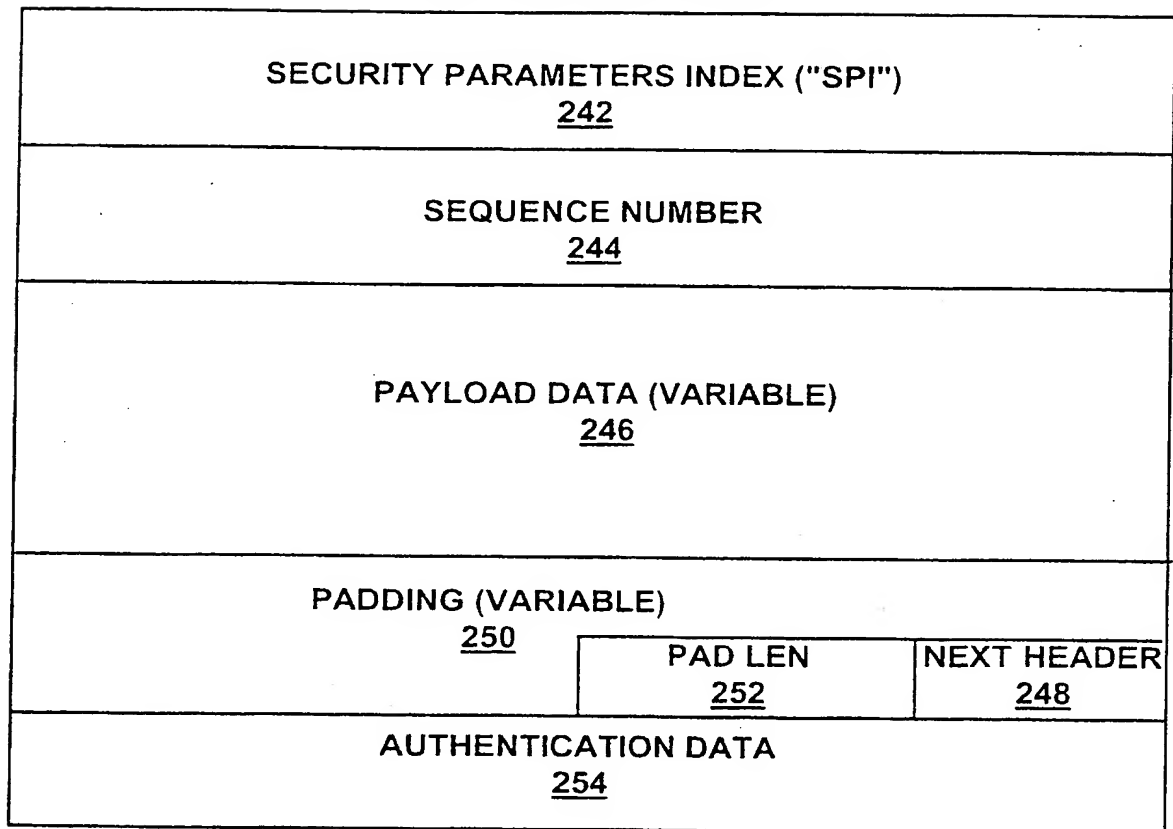 SECURITY PARAMETERS INDEX ("SPI")
242
SEQUENCE NUMBER
244
PAYLOAD DATA (VARIABLE)
246
PADDING (VARIABLE)
250
PAD LEN
252
NEXT HEADER
248
AUTHENTICATION DATA
254